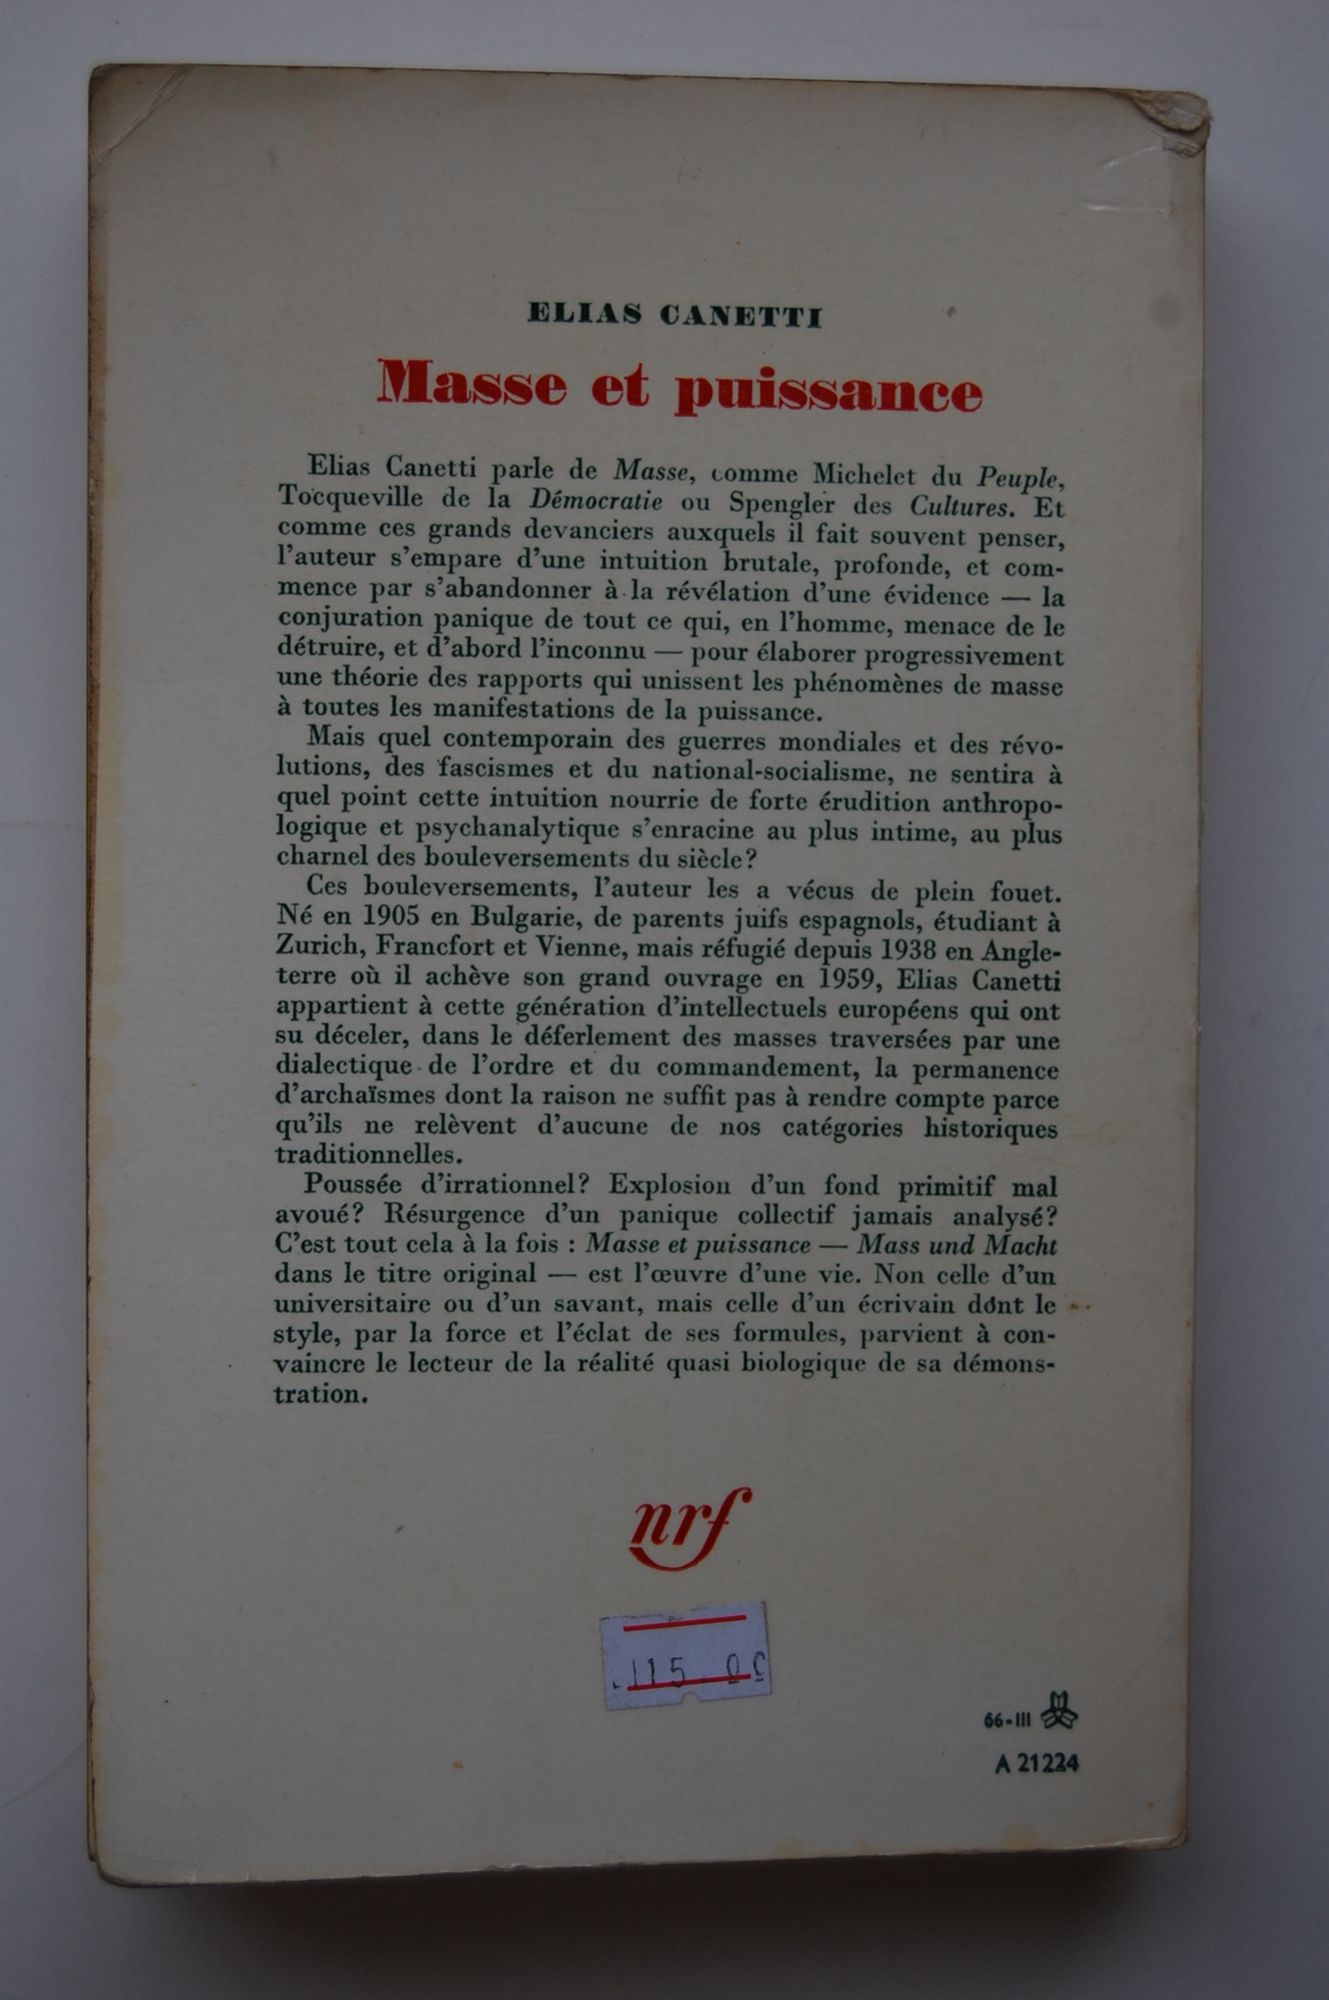 ELIAS CANETTI
Masse et puissance
Elias Canetti parle de Masse, comme Michelet du Peuple,
Tocqueville de la Démocratie ou Spengler des Cultures. Et
comme ces grands devanciers auxquels il fait souvent penser,
l'auteur s'empare d'une intuition brutale, profonde, et com-
mence par s'abandonner à la révélation d'une évidence — la
conjuration panique de tout ce qui, en l'homme, menace de le
détruire, et d'abord l'inconnu — pour élaborer progressivement
une théorie des rapports qui unissent les phénomènes de masse
à toutes les manifestations de la puissance.
Mais quel contemporain des guerres mondiales et des révo-
lutions, des fascismes et du national-socialisme, ne sentira à
quel point cette intuition nourrie de forte érudition anthropo-
logique et psychanalytique s'enracine au plus intime, au plus
charnel des bouleversements du siècle?
Ces bouleversements, l'auteur les a vécus de plein fouet.
Né en 1905 en Bulgarie, de parents juifs espagnols, étudiant à
Zurich, Francfort et Vienne, mais réfugié depuis 1938 en Angle-
terre où il achève son grand ouvrage en 1959, Elias Canetti
appartient à cette génération d'intellectuels européens qui ont
su déceler, dans le déferlement des masses traversées par une
dialectique de l'ordre et du commandement, la permanence
d'archaïsmes dont la raison ne suffit pas à rendre compte parce
qu'ils ne relèvent d'aucune de nos catégories historiques
traditionnelles.
Poussée d'irrationnel? Explosion d'un fond primitif mal
avoué? Résurgence d'un panique collectif jamais analysé?
C'est tout cela à la fois : Masse et puissance — Mass und Macht
dans le titre original — est l'œuvre d'une vie. Non celle d'un
universitaire ou d'un savant, mais celle d'un écrivain dont le
style, par la force et l'éclat de ses formules, parvient à con-
vaincre le lecteur de la réalité quasi biologique de sa démons-
tration.
nrf
115 00
66-III
A 21224